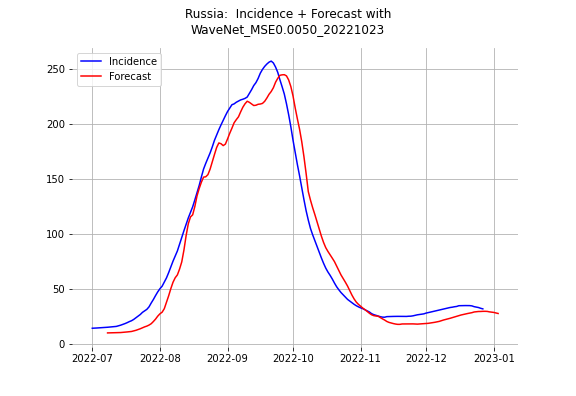 Russia:  Incidence + Forecast with
WaveNet_MSE0.0050_20221023
Incidence
Forecast
250
200
150
100
50
0
2022-07 2022-08 2022-09 2022-10 2022-11 2022-12 2023-01